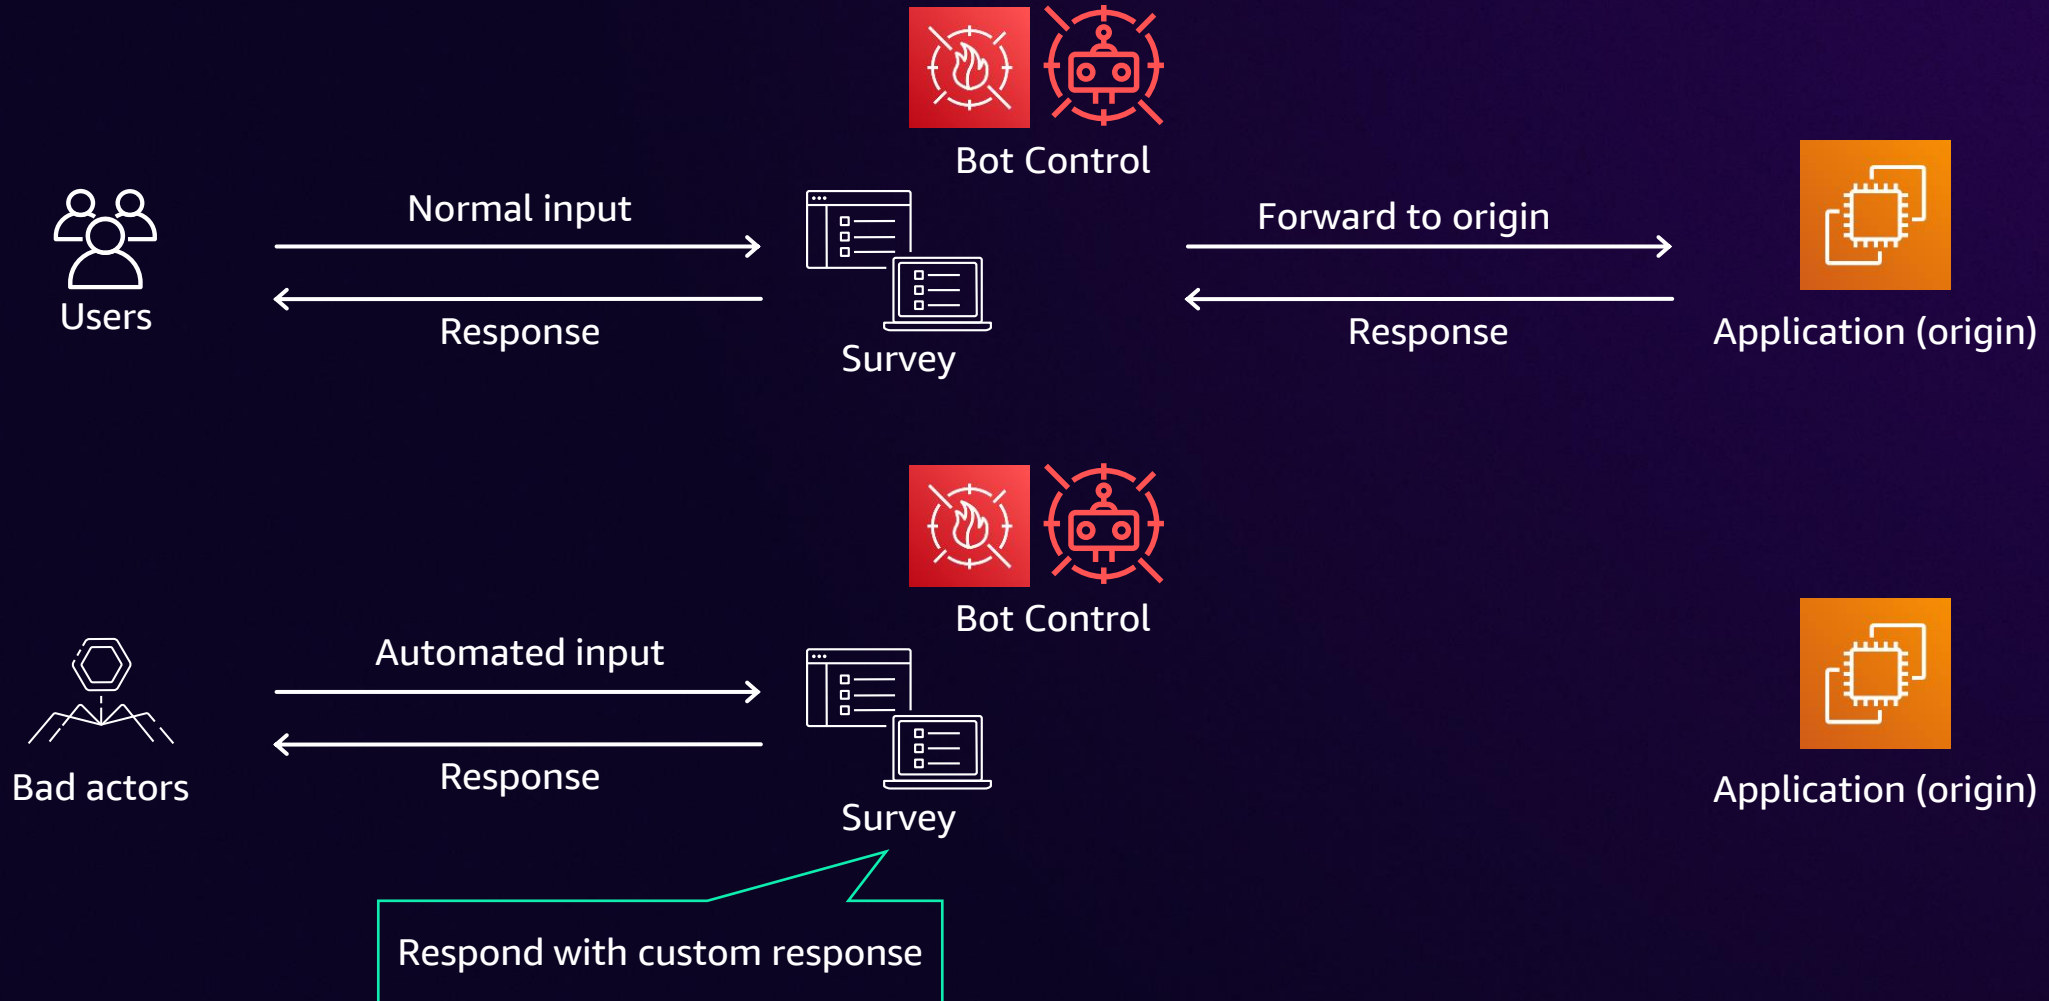 Bot Control
Normal input
Forward to origin
Users
Response
Survey
Response
Application (origin)
Bot Control
Automated input
Bad actors
Response
Survey
Application (origin)
Respond with custom response